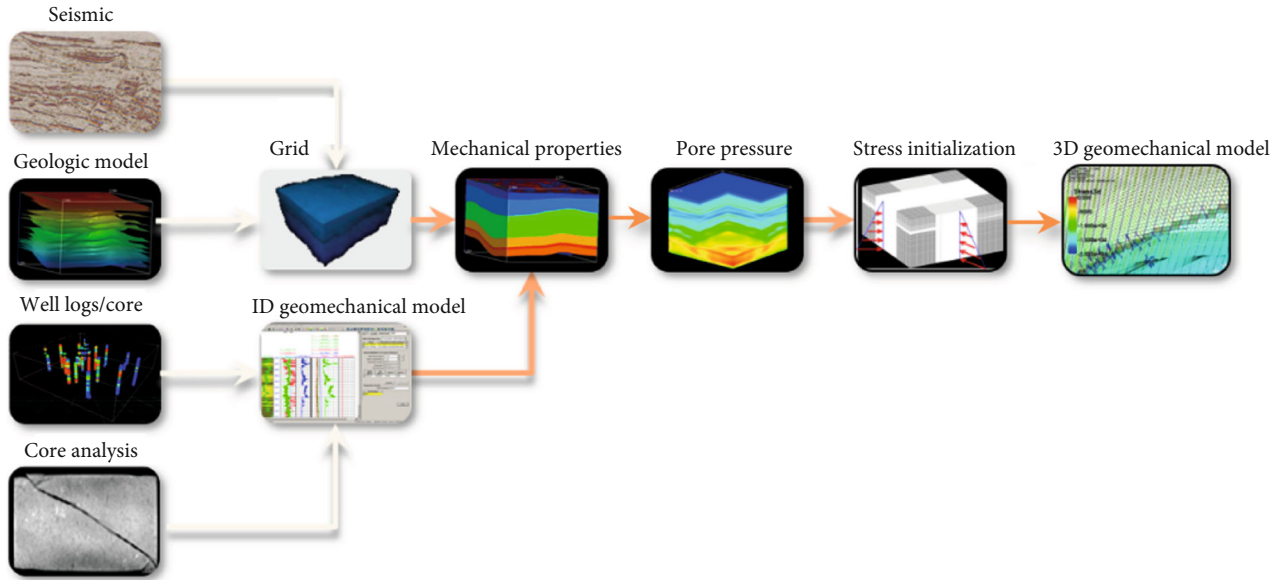 Seismic
Geologic model
Grid
Mechanical properties
Pore pressure
Stress initialization
3D geomechanical model
Well logs/core
ID geomechanical model
Core analysis